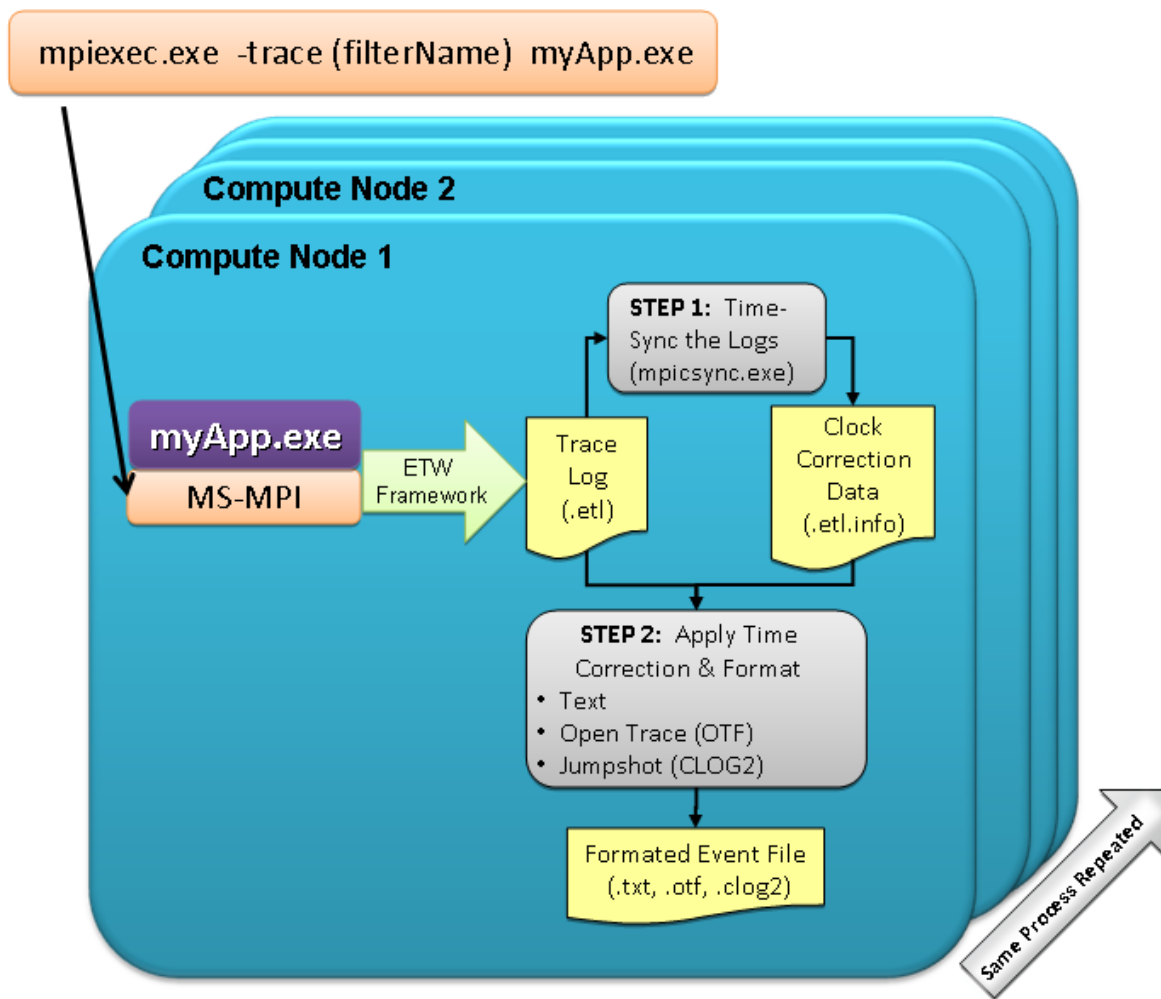 mpiexec.exe -trace (filterName) myApp.exe
Compute Node 2
Compute Node 1
STEP 1: Time-
Sync the Logs
(mpicsync.exe)
myApp.exe
MS-MPI
ETW
Framework
Trace
Log
(.etl)
Clock
Correction
Data
(.etl.info)
STEP 2: Apply Time
Correction & Format
• Text
• Open Trace (OTF)
• Jumpshot (CLOG2)
Formated Event File
(.txt, .otf, .clog2)
Same Process Repeated